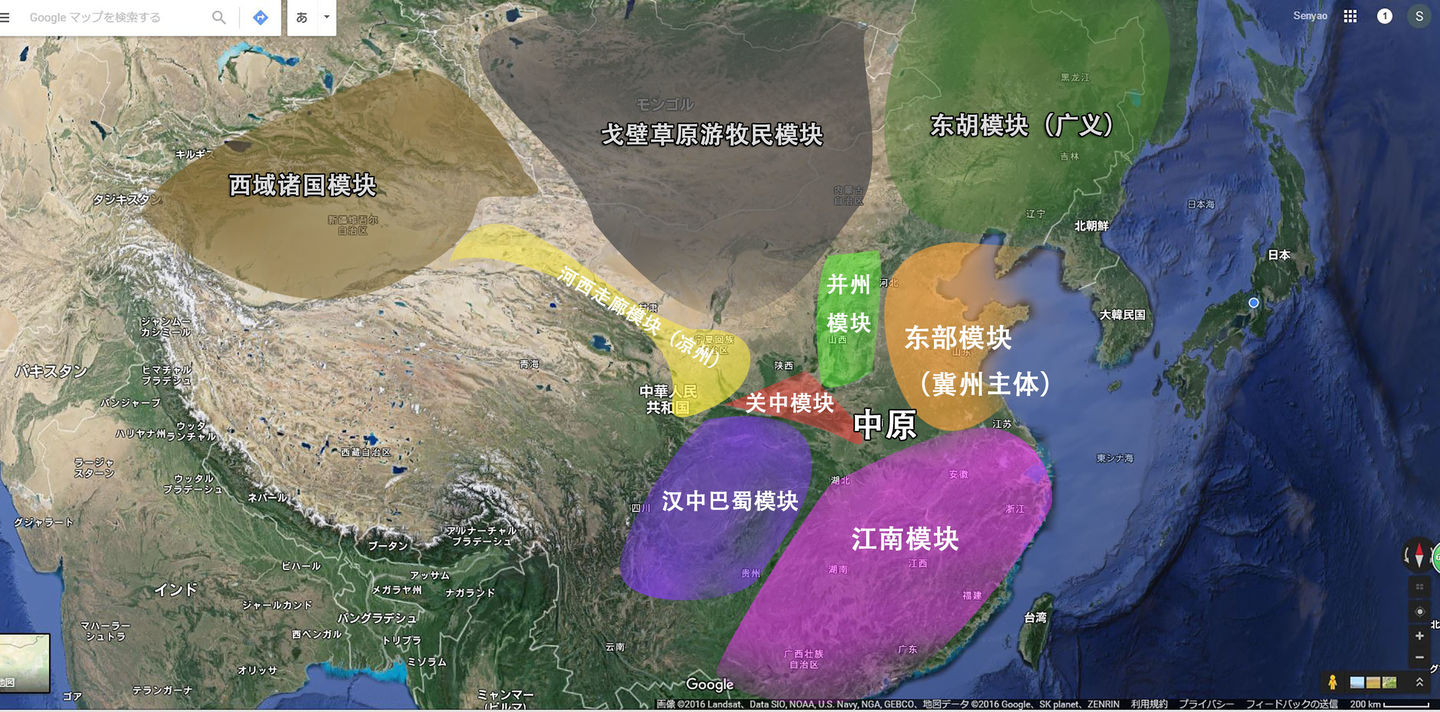 Google マップを検索する
あ
Senyao
1
S
黑龙江
モンゴル
戈壁草原游牧民模块
东胡模块（广义）
キルギス
吉林
西域诸国模块
内蒙古
自治区
タジキスタン
日本海
新疆维吾尔
自治区
辽宁
北朝鮮
日本
河西走廊模块（凉州）
并州
模块
河北
甘肃
大韓民国
ジャンムー・
カシミール
山西
东部模块
（冀州主体）
山东
宁夏回族
自治区
青海
陕西
パキスタン
ヒマーチャル
プラデーシュ
中華人民
共和国
パンジャーブ
关中模块
中原
江苏
ハリヤナ州
ウッタ
ランチャル
西藏自治区
東シナ海
ラージャ
スターン
ウッタル
プラデーシュ
ネパール
湖北
安徽
四川
汉中巴蜀模块
浙江
グジャラート
アルナーチャル
プラデーシュ
江南模块
ブータン
ビハール
アッサム
贵州
湖南
江西
インド
メガラヤ州
ナガランド
福建
ジャールカンド
バングラデシュ
マハーラー
シュトラ
西ベンガル
トリプラ
台湾
ミゾラム
云南
广西壮族
自治区
广东
オリッサ
テランガーナ
ゴア
ミャンマー
(ビルマ)
Google
画像 ©2016 Landsat, Data SIO, NOAA, U.S. Navy, NGA, GEBCO、地図データ ©2016 Google、SK planet、ZENRIN 利用規約 プライバシー フィードバックの送信 200 km